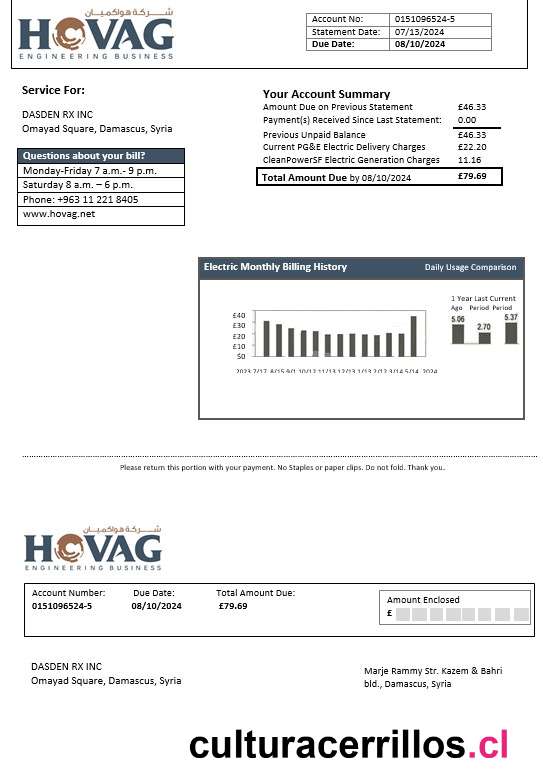 شركة هواكميان
HOVAG
ENGINEERING BUSINESS
Account No: 0151096524-5
Statement Date: 07/13/2024
Due Date: 08/10/2024
Service For:
DASDEN RX INC
Omayad Square, Damascus, Syria
Questions about your bill?
Monday-Friday 7 a.m.- 9 p.m.
Saturday 8 a.m. – 6 p.m.
Phone: +963 11 221 8405
www.hovag.net
Your Account Summary
Amount Due on Previous Statement £46.33
Payment(s) Received Since Last Statement: 0.00
Previous Unpaid Balance £46.33
Current PG&E Electric Delivery Charges £22.20
CleanPowerSF Electric Generation Charges 11.16
Total Amount Due by 08/10/2024 £79.69
Electric Monthly Billing History Daily Usage Comparison
1 Year Last Current
Ago Period Period
5.06 2.70 5.37
£40
£30
£20
£10
$0
2023 7/17 8/15 9/1 10/12 11/13 12/13 1/13 2/12 3/14 5/14 2024
Please return this portion with your payment. No Staples or paper clips. Do not fold. Thank you.
شركة هواكميان
HOVAG
ENGINEERING BUSINESS
Account Number: Due Date: Total Amount Due:
0151096524-5 08/10/2024 £79.69
Amount Enclosed
£
DASDEN RX INC
Omayad Square, Damascus, Syria
Marje Rammy Str. Kazem & Bahri
bld., Damascus, Syria
culturacerrillos.cl